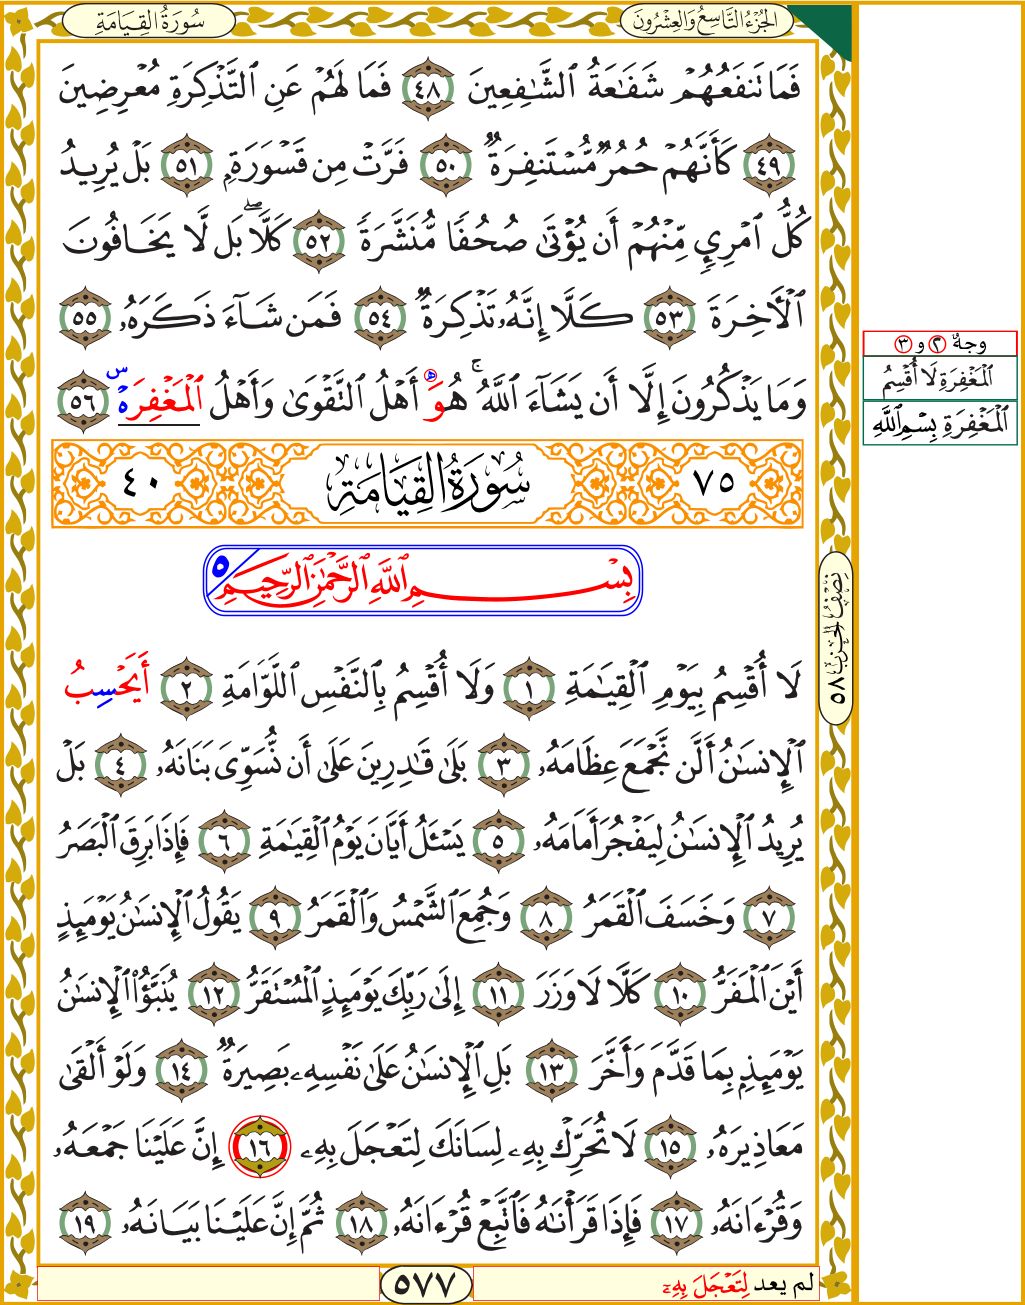 الجُزْءُ التَّاسِعُ وَالعِشْرُونَ
سُورَةُ القِيَامَةِ
فَمَا تَنفَعُهُمْ شَفَٰعَةُ ٱلشَّٰفِعِينَ ٤٨ فَمَا لَهُمْ عَنِ ٱلتَّذْكِرَةِ مُعْرِضِينَ
٤٩ كَأَنَّهُمْ حُمُرٌ مُّسْتَنفِرَةٌ ٥٠ فَرَّتْ مِن قَسْوَرَةٍۭ ٥١ بَلْ يُرِيدُ
كُلُّ ٱمْرِيٍٕ مِّنْهُمْ أَن يُؤْتَىٰ صُحُفًا مُّنَشَّرَةً ٥٢ كَلَّاۖ بَل لَّا يَخَافُونَ
ٱلْأَخِرَةَ ٥٣ كَلَّا إِنَّهُۥ تَذْكِرَةٌ ٥٤ فَمَن شَآءَ ذَكَرَهُۥ ٥٥
وَمَا يَذْكُرُونَ إِلَّا أَن يَشَآءَ ٱللَّهُۚ هُوَ أَهْلُ ٱلتَّقْوَىٰ وَأَهْلُ ٱلْمَغْفِرَةِ ٥٦
٧٥ سُورَةُ القِيَامَةِ ٤٠
بِسْمِ ٱللَّهِ ٱلرَّحْمَٰنِ ٱلرَّحِيمِ ٥
لَا أُقْسِمُ بِيَوْمِ ٱلْقِيَٰمَةِ ١ وَلَا أُقْسِمُ بِٱلنَّفْسِ ٱللَّوَّامَةِ ٢ أَيَحْسِبُ
ٱلْإِنسَٰنُ أَلَّن نَّجْمَعَ عِظَامَهُۥ ٣ بَلَىٰ قَٰدِرِينَ عَلَىٰ أَن نُّسَوِّىَ بَنَانَهُۥ ٤ بَلْ
يُرِيدُ ٱلْإِنسَٰنُ لِيَفْجُرَ أَمَامَهُۥ ٥ يَسْـَٔلُ أَيَّانَ يَوْمُ ٱلْقِيَٰمَةِ ٦ فَإِذَا بَرِقَ ٱلْبَصَرُ
٧ وَخَسَفَ ٱلْقَمَرُ ٨ وَجُمِعَ ٱلشَّمْسُ وَٱلْقَمَرُ ٩ يَقُولُ ٱلْإِنسَٰنُ يَوْمَئِذٍ
أَيْنَ ٱلْمَفَرُّ ١٠ كَلَّا لَا وَزَرَ ١١ إِلَىٰ رَبِّكَ يَوْمَئِذٍ ٱلْمُسْتَقَرُّ ١٢ يُنَبَّؤُا۟ ٱلْإِنسَٰنُ
يَوْمَئِذٍۭ بِمَا قَدَّمَ وَأَخَّرَ ١٣ بَلِ ٱلْإِنسَٰنُ عَلَىٰ نَفْسِهِۦ بَصِيرَةٌ ١٤ وَلَوْ أَلْقَىٰ
مَعَاذِيرَهُۥ ١٥ لَا تُحَرِّكْ بِهِۦ لِسَانَكَ لِتَعْجَلَ بِهِۦ ١٦ إِنَّ عَلَيْنَا جَمْعَهُۥ
وَقُرْءَانَهُۥ ١٧ فَإِذَا قَرَأْنَٰهُ فَٱتَّبِعْ قُرْءَانَهُۥ ١٨ ثُمَّ إِنَّ عَلَيْنَا بَيَانَهُۥ ١٩
وجهٌ ٢ و ٣
ٱلْمَغْفِرَةِ لَا أُقْسِمُ
ٱلْمَغْفِرَةِ بِسْمِ ٱللَّهِ
نِصْفُ الحِزْبِ ٥٨
لم يعد لِتَعْجَلَ بِهِۦ
٥٧٧